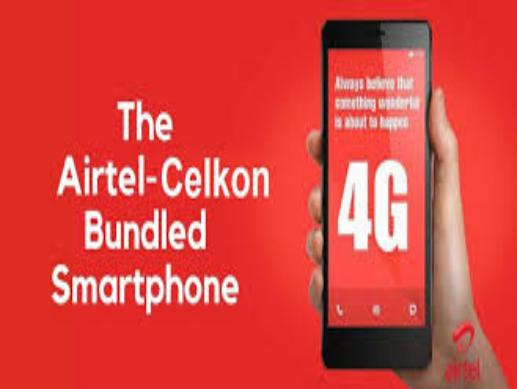 The
Airtel-Celkon
Bundled
Smartphone
Always believe that
something wonderful
is about to happen
4G
airtel